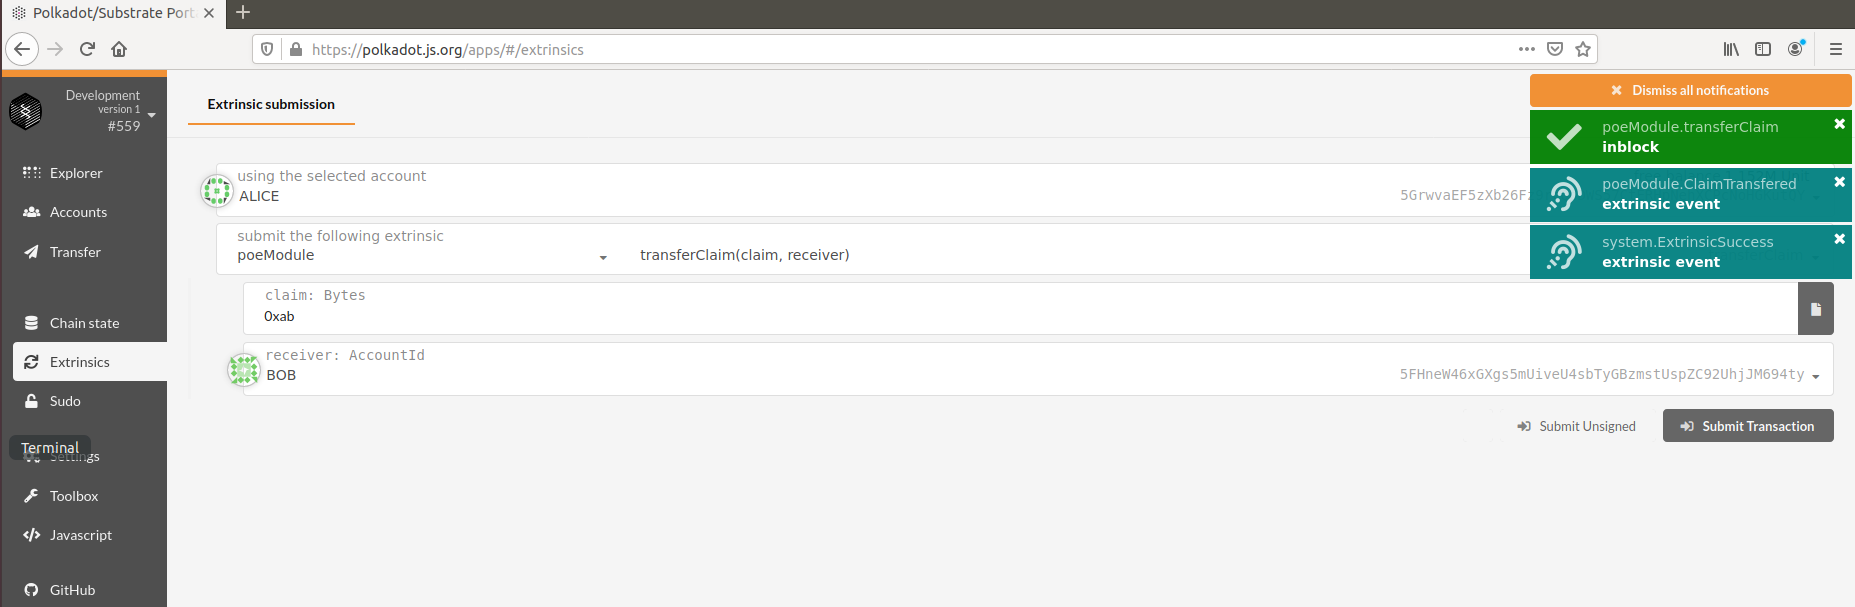 Polkadot/Substrate Port
https://polkadot.js.org/apps/#/extrinsics
Development
version 1
#559
Explorer
Accounts
Transfer
Chain state
Extrinsics
Sudo
Terminal
Settings
Toolbox
Javascript
GitHub
Extrinsic submission
using the selected account
ALICE
5GrwvaEF5zXb26Fz
submit the following extrinsic
poeModule
transferClaim(claim, receiver)
claim: Bytes
0xab
receiver: AccountId
BOB
5FHneW46xGXgs5mUiveU4sbTyGBzmstUspZC92UhjJM694ty
Submit Unsigned
Submit Transaction
Dismiss all notifications
poeModule.transferClaim
inblock
poeModule.ClaimTransfered
extrinsic event
system.ExtrinsicSuccess
extrinsic event